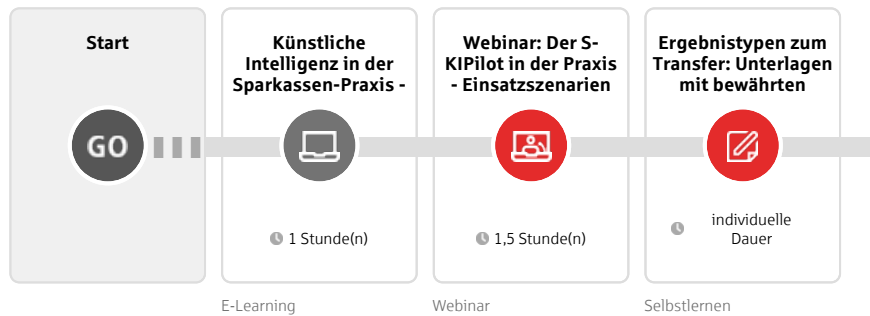 Start
GO
Künstliche
Intelligenz in der
Sparkassen-Praxis -
1 Stunde(n)
E-Learning
Webinar: Der S-
KIPilot in der Praxis
- Einsatzszenarien
1,5 Stunde(n)
Webinar
Ergebnistypen zum
Transfer: Unterlagen
mit bewährten
individuelle
Dauer
Selbstlernen